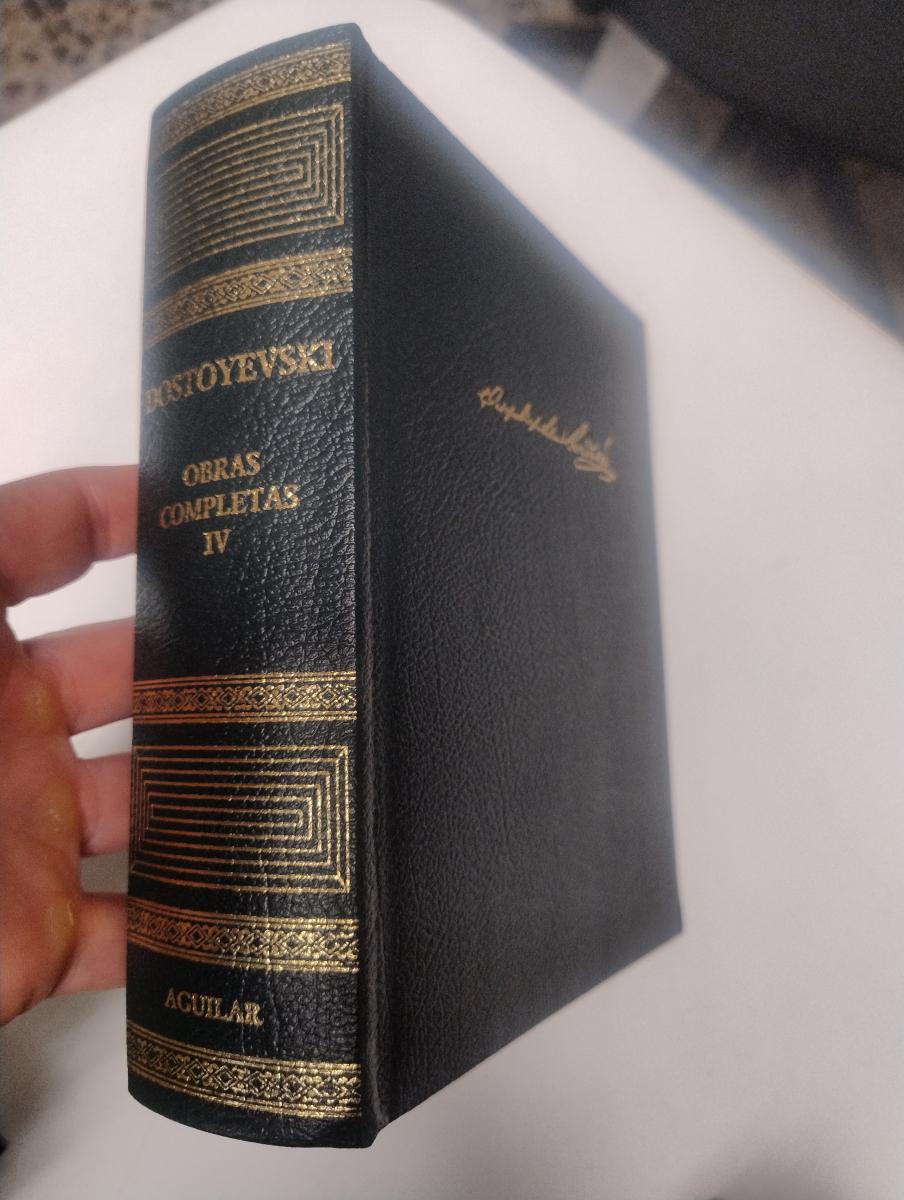 DOSTOYEVSKI
OBRAS
COMPLETAS
IV
AGUILAR